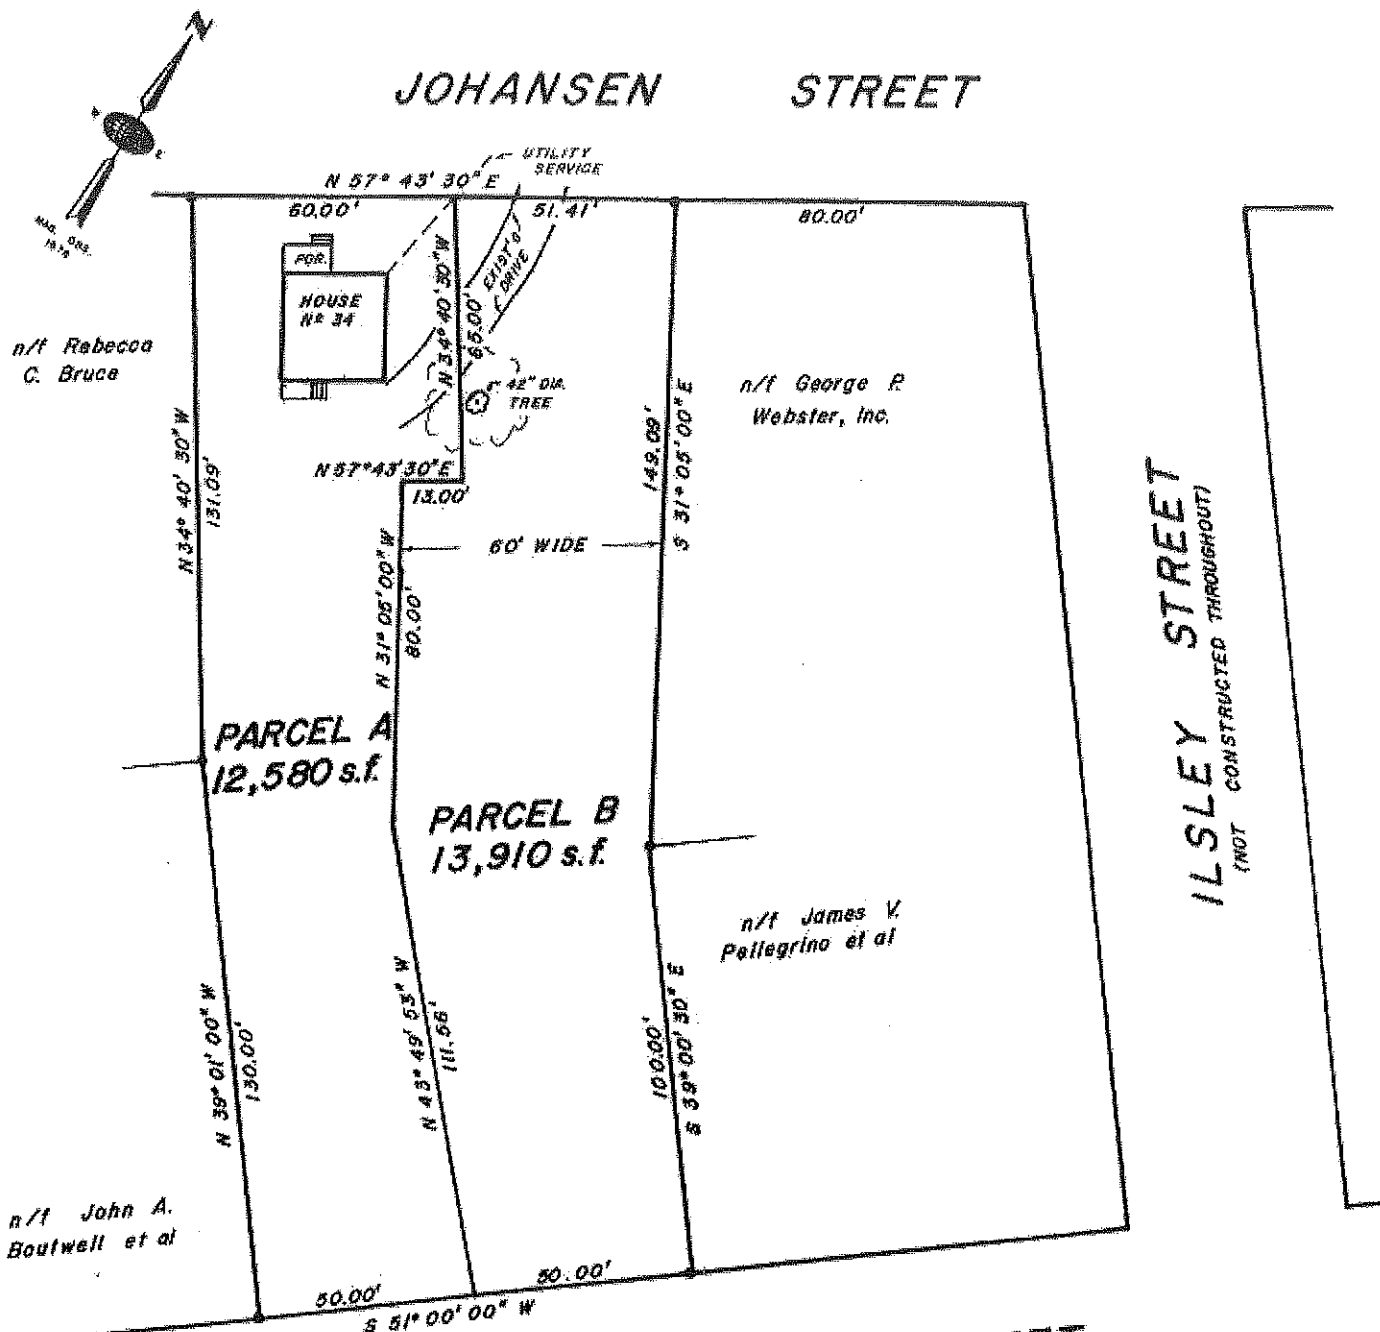 N
MAG. OBS.
JOHANSEN STREET
UTILITY
SERVICE
N 57° 43' 30" E
60.00'
51.41'
80.00'
POR.
HOUSE
Nº 34
N 34° 40' 30" W
65.00'
EXIST'G
DRIVE
42" DIA.
TREE
n/f Rebecca
C. Bruce
n/f George P.
Webster, Inc.
N 34° 40' 30" W
131.09'
N 57° 43' 30" E
13.00'
149.09'
S 31° 05' 00" E
60' WIDE
N 31° 05' 00" W
80.00'
ILSLEY STREET
(NOT CONSTRUCTED THROUGHOUT)
PARCEL A
12,580 s.f.
PARCEL B
13,910 s.f.
n/f James V.
Pellegrino et al
N 39° 01' 00" W
130.00'
N 43° 49' 53" W
111.56'
100.00'
S 39° 00' 30" E
n/f John A.
Boutwell et al
50.00'
50.00'
S 51° 00' 00" W